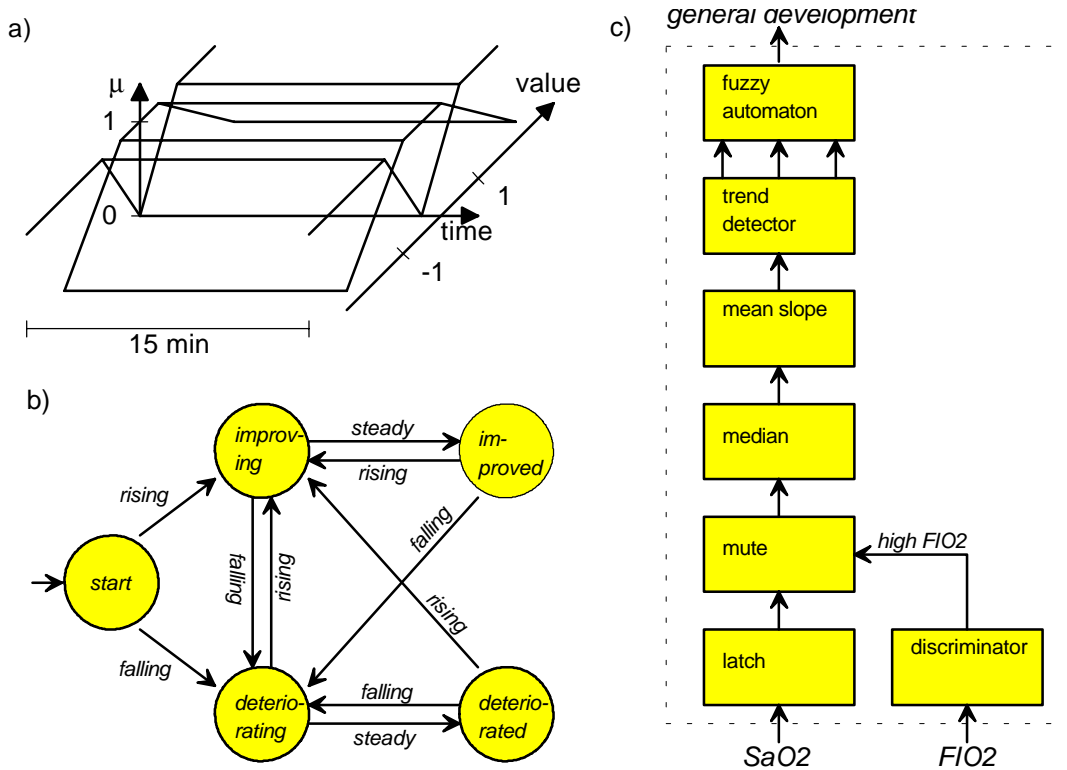 a)
μ
1
0
value
1
time
-1
15 min
b)
improv-
ing
steady
rising
im-
proved
rising
falling
rising
falling
rising
start
falling
deterio-
rating
falling
steady
deterio-
rated
c)
general development
fuzzy
automaton
trend
detector
mean slope
median
mute
high FIO2
latch
discriminator
SaO2
FIO2